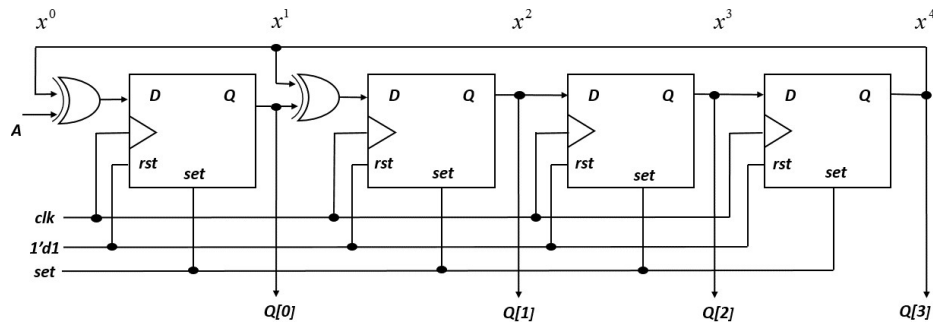 x^0 x^1 x^2 x^3 x^4
D Q D Q D Q D Q
A
rst rst rst rst
set set set set
clk
1'd1
set
Q[0] Q[1] Q[2] Q[3]